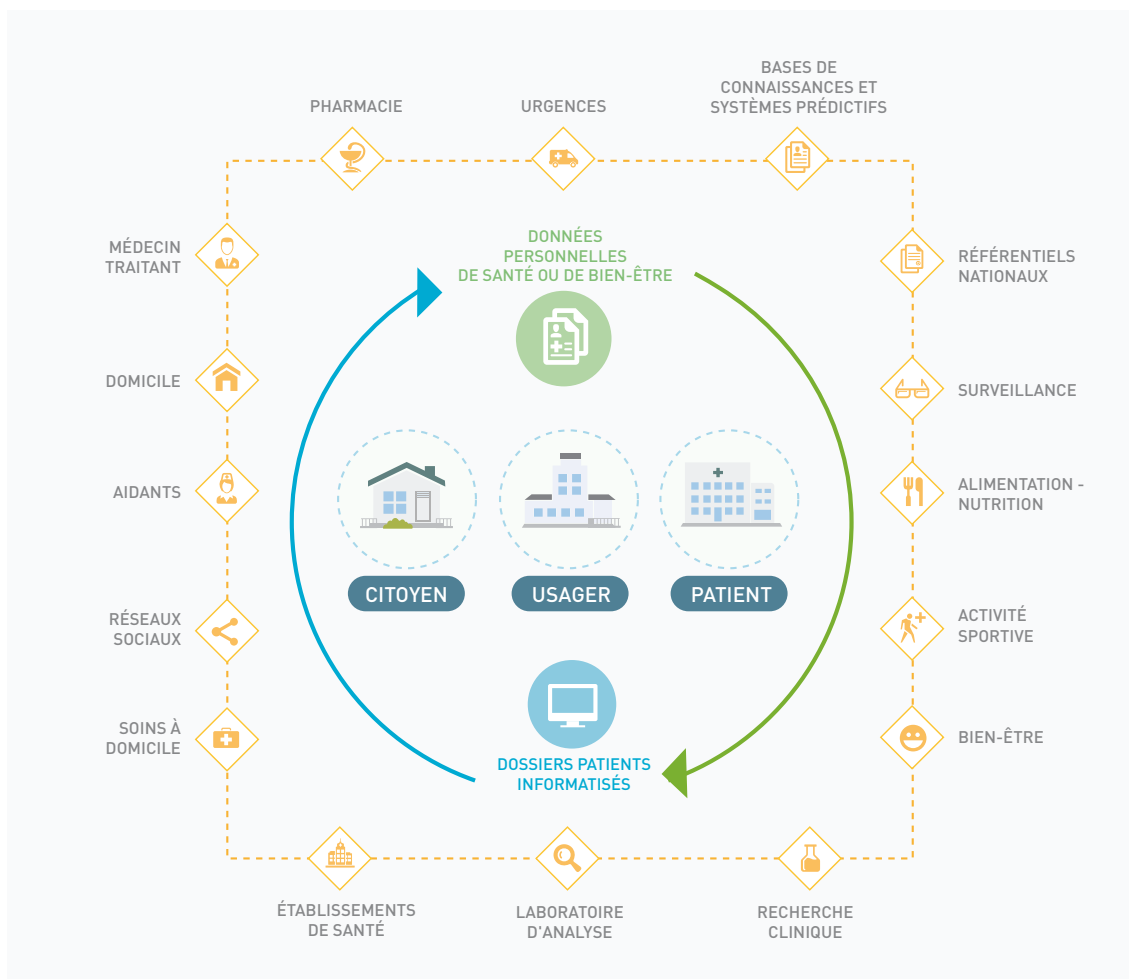 BASES DE
CONNAISSANCES ET
SYSTÈMES PRÉDICTIFS
PHARMACIE
URGENCES
MÉDECIN
TRAITANT
DONNÉES
PERSONNELLES
DE SANTÉ OU DE BIEN-ÊTRE
RÉFÉRENTIELS
NATIONAUX
DOMICILE
SURVEILLANCE
AIDANTS
ALIMENTATION -
NUTRITION
CITOYEN
USAGER
PATIENT
RÉSEAUX
SOCIAUX
ACTIVITÉ
SPORTIVE
SOINS À
DOMICILE
BIEN-ÊTRE
DOSSIERS PATIENTS
INFORMATISÉS
ÉTABLISSEMENTS
DE SANTÉ
LABORATOIRE
D'ANALYSE
RECHERCHE
CLINIQUE